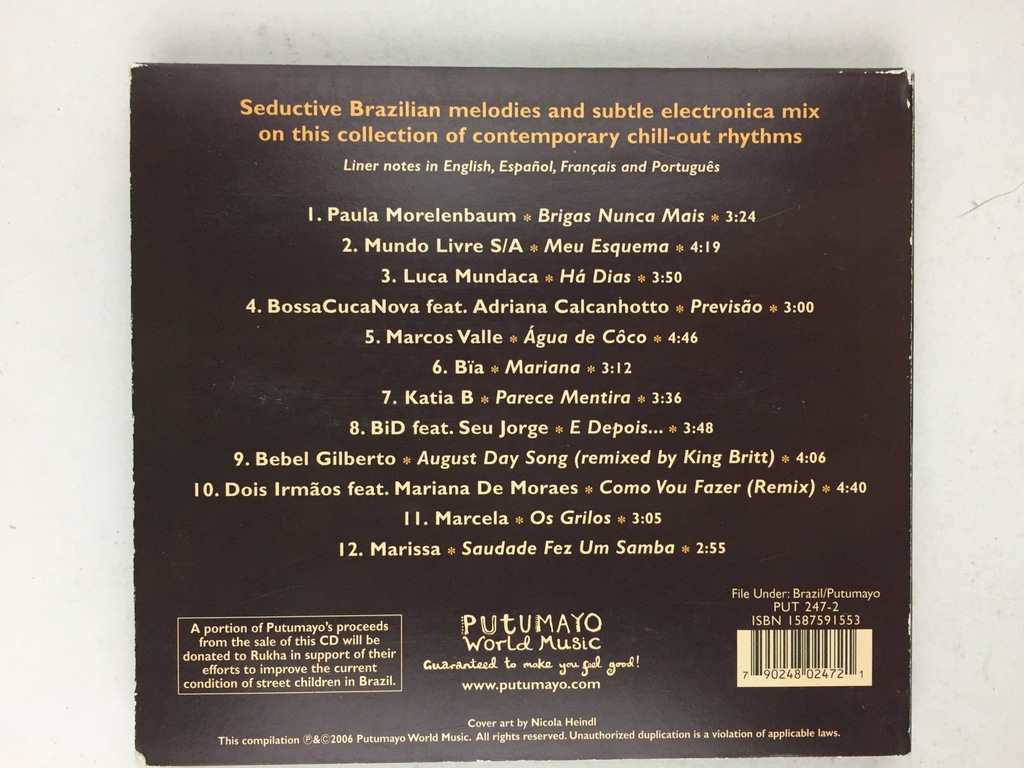 Seductive Brazilian melodies and subtle electronica mix
on this collection of contemporary chill-out rhythms
Liner notes in English, Español, Français and Português
1. Paula Morelenbaum * Brigas Nunca Mais * 3:24
2. Mundo Livre S/A * Meu Esquema * 4:19
3. Luca Mundaca * Há Dias * 3:50
4. BossaCucaNova feat. Adriana Calcanhotto * Previsão * 3:00
5. Marcos Valle * Água de Côco * 4:46
6. Bïa * Mariana * 3:12
7. Katia B * Parece Mentira * 3:36
8. BiD feat. Seu Jorge * E Depois... * 3:48
9. Bebel Gilberto * August Day Song (remixed by King Britt) * 4:06
10. Dois Irmãos feat. Mariana De Moraes * Como Vou Fazer (Remix) * 4:40
11. Marcela * Os Grilos * 3:05
12. Marissa * Saudade Fez Um Samba * 2:55
A portion of Putumayo's proceeds
from the sale of this CD will be
donated to Rukha in support of their
efforts to improve the current
condition of street children in Brazil.
PUTUMAYO
World Music
Guaranteed to make you feel good!
www.putumayo.com
File Under: Brazil/Putumayo
PUT 247-2
ISBN 1587591553
7 90248 02472 1
Cover art by Nicola Heindl
This compilation ℗&©2006 Putumayo World Music. All rights reserved. Unauthorized duplication is a violation of applicable laws.